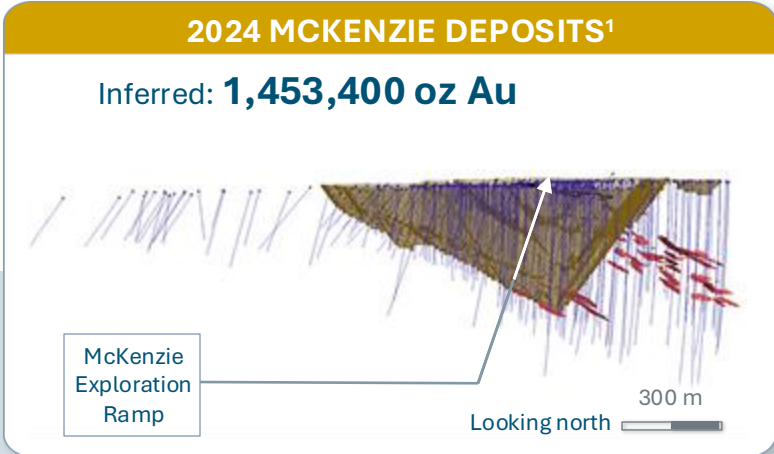 2024 MCKENZIE DEPOSITS¹
Inferred: 1,453,400 oz Au
McKenzie
Exploration
Ramp
300 m
Looking north